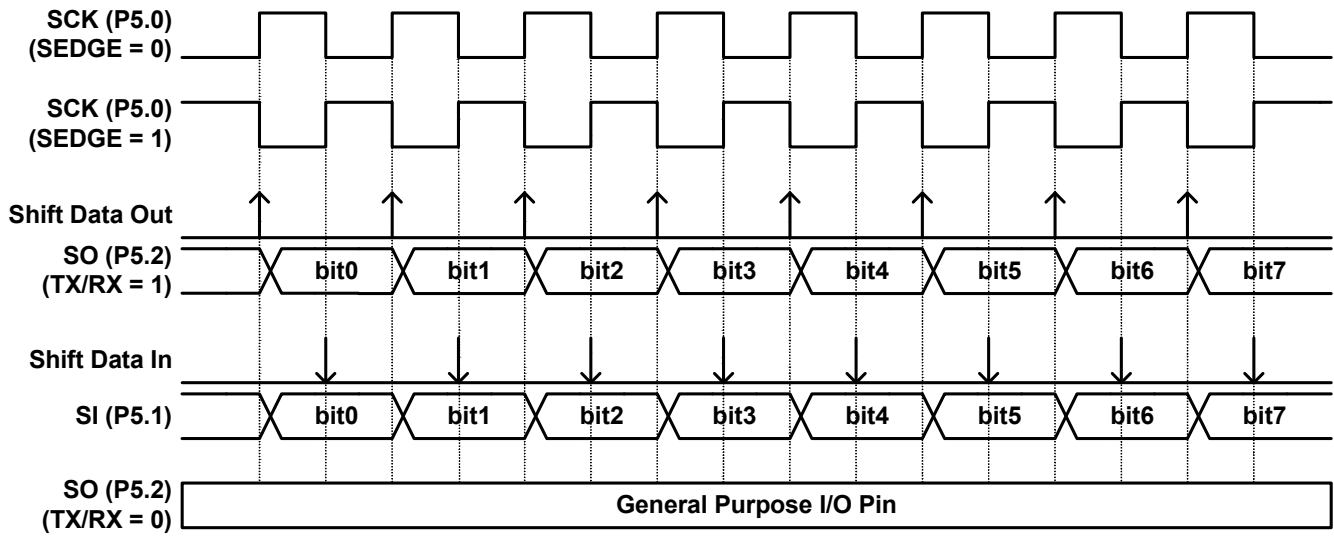 SCK (P5.0)
(SEDGE = 0)
SCK (P5.0)
(SEDGE = 1)
Shift Data Out
SO (P5.2)
(TX/RX = 1)
bit0 bit1 bit2 bit3 bit4 bit5 bit6 bit7
Shift Data In
SI (P5.1)
bit0 bit1 bit2 bit3 bit4 bit5 bit6 bit7
SO (P5.2)
(TX/RX = 0)
General Purpose I/O Pin